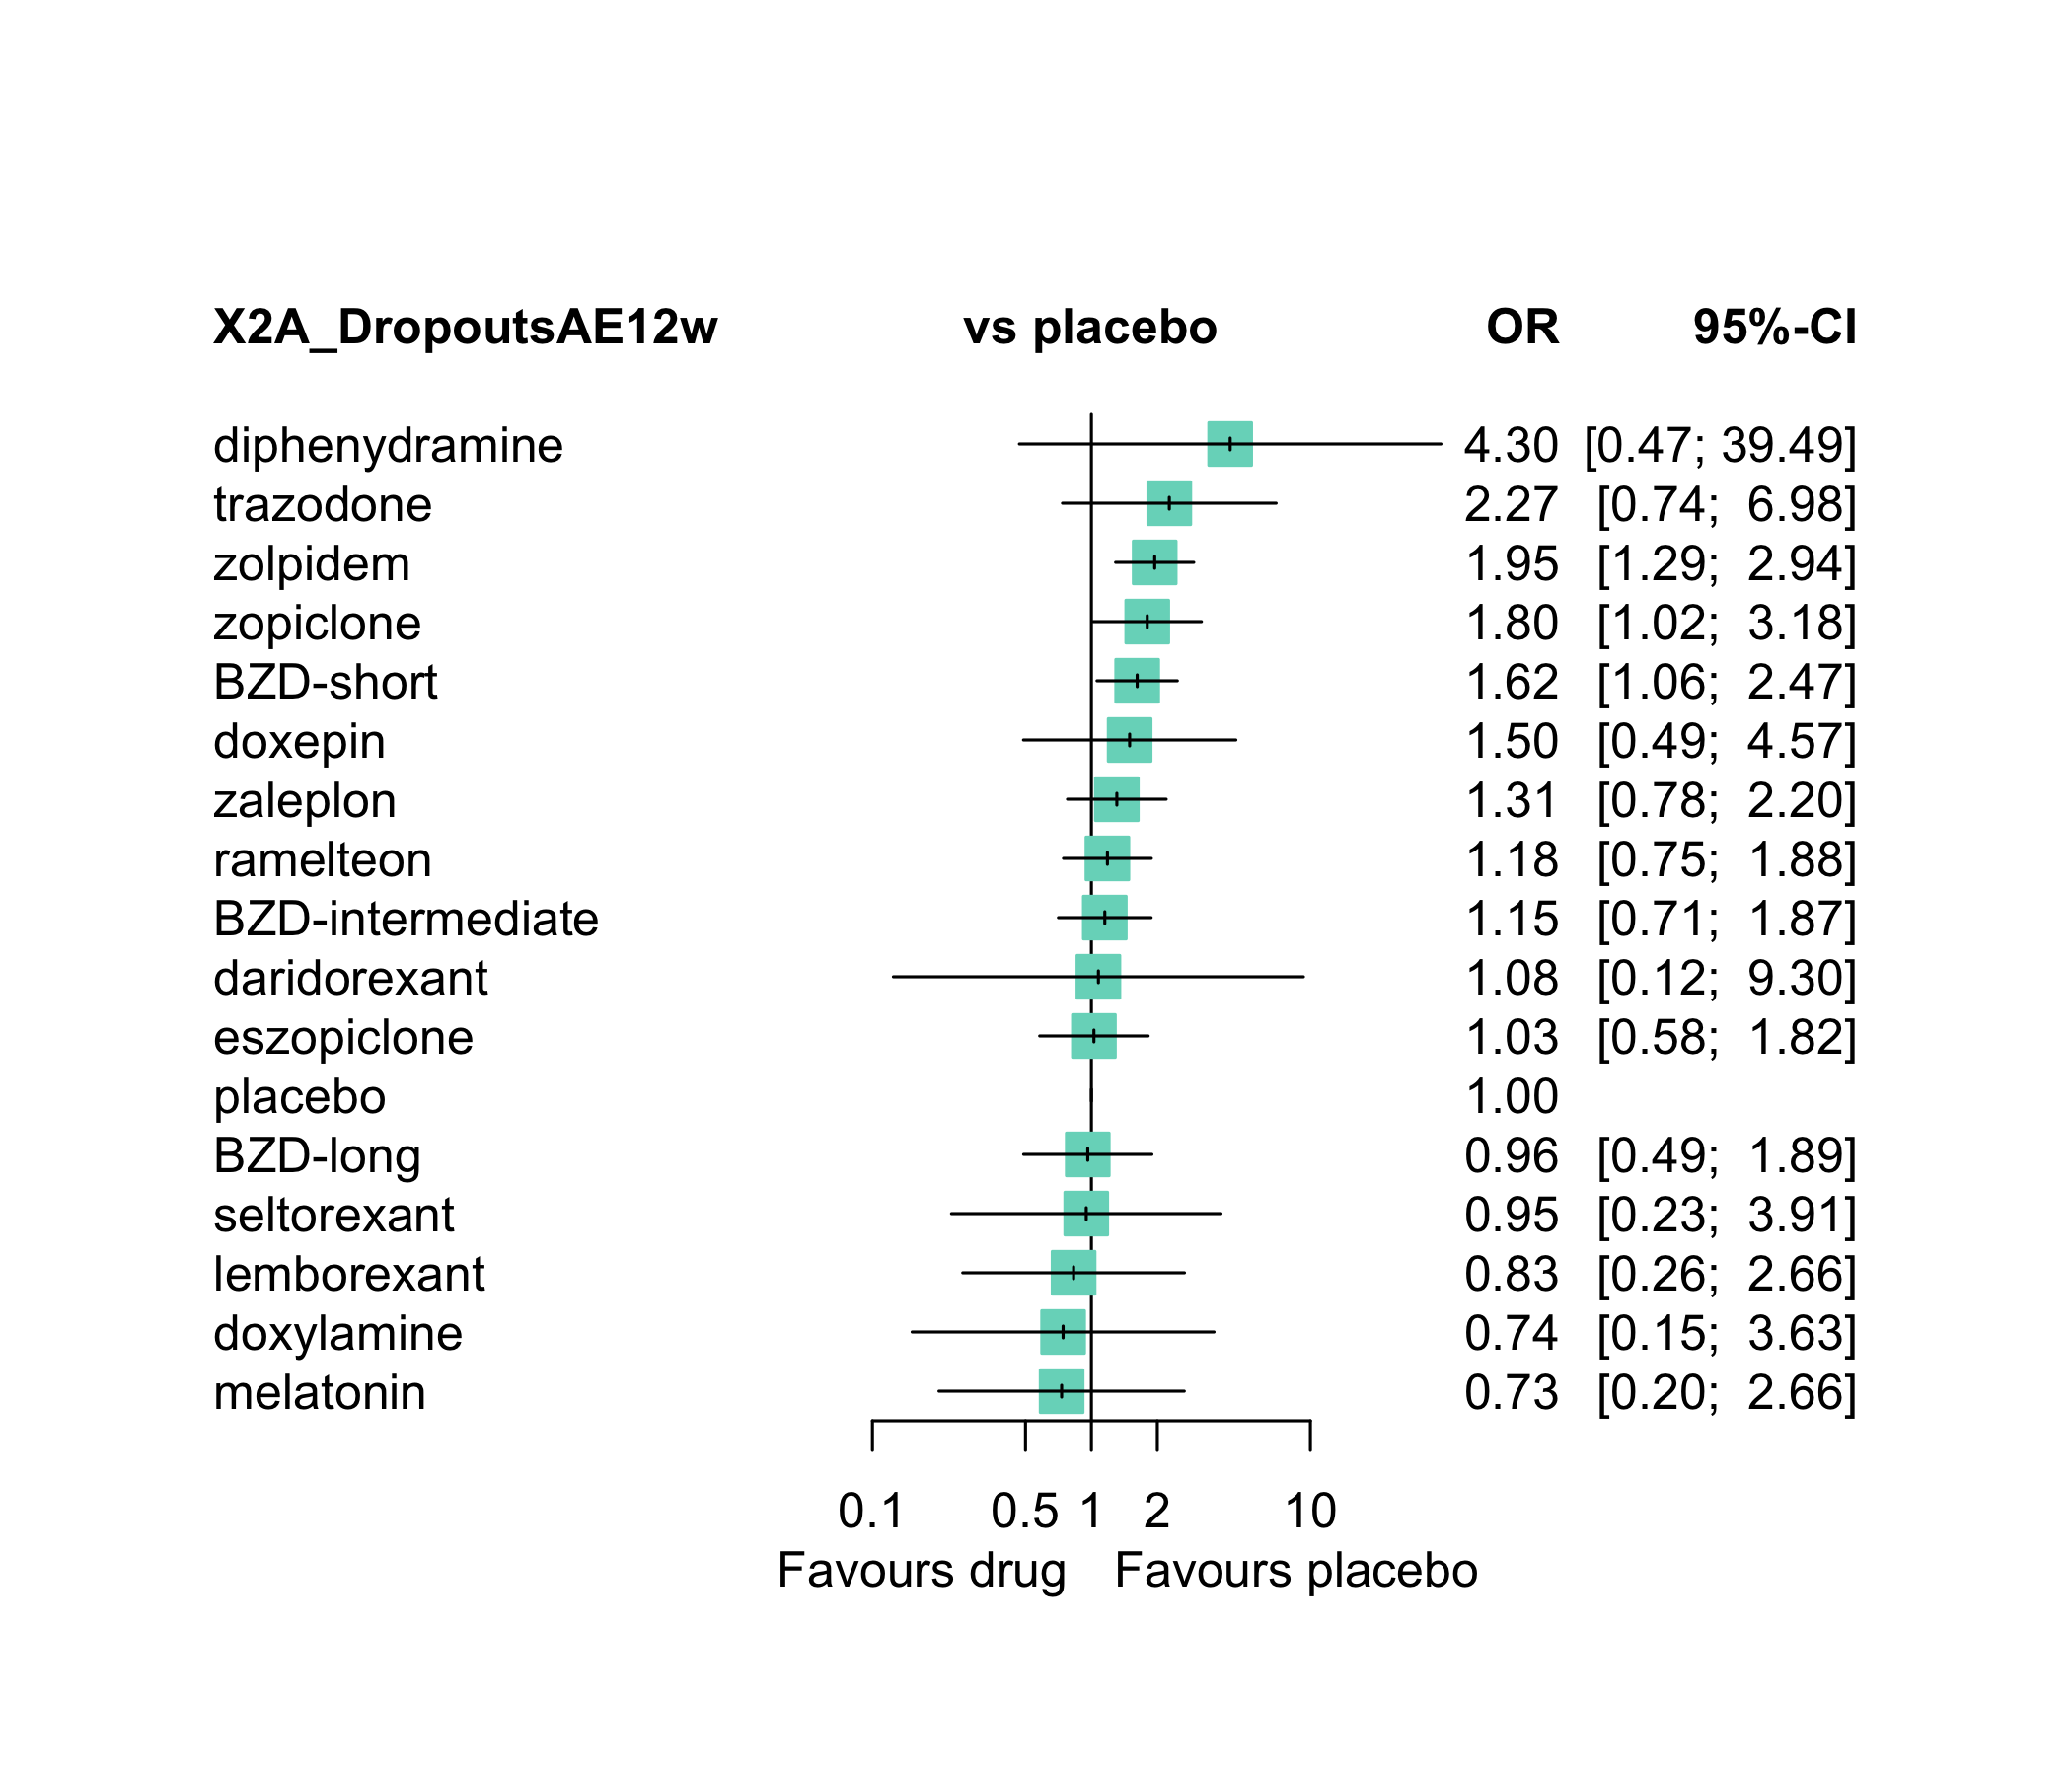 X2A_DropoutsAE12w vs placebo OR 95%-CI
diphenydramine 4.30 [0.47; 39.49]
trazodone 2.27 [0.74; 6.98]
zolpidem 1.95 [1.29; 2.94]
zopiclone 1.80 [1.02; 3.18]
BZD-short 1.62 [1.06; 2.47]
doxepin 1.50 [0.49; 4.57]
zaleplon 1.31 [0.78; 2.20]
ramelteon 1.18 [0.75; 1.88]
BZD-intermediate 1.15 [0.71; 1.87]
daridorexant 1.08 [0.12; 9.30]
eszopiclone 1.03 [0.58; 1.82]
placebo 1.00
BZD-long 0.96 [0.49; 1.89]
seltorexant 0.95 [0.23; 3.91]
lemborexant 0.83 [0.26; 2.66]
doxylamine 0.74 [0.15; 3.63]
melatonin 0.73 [0.20; 2.66]
0.1 0.5 1 2 10
Favours drug Favours placebo